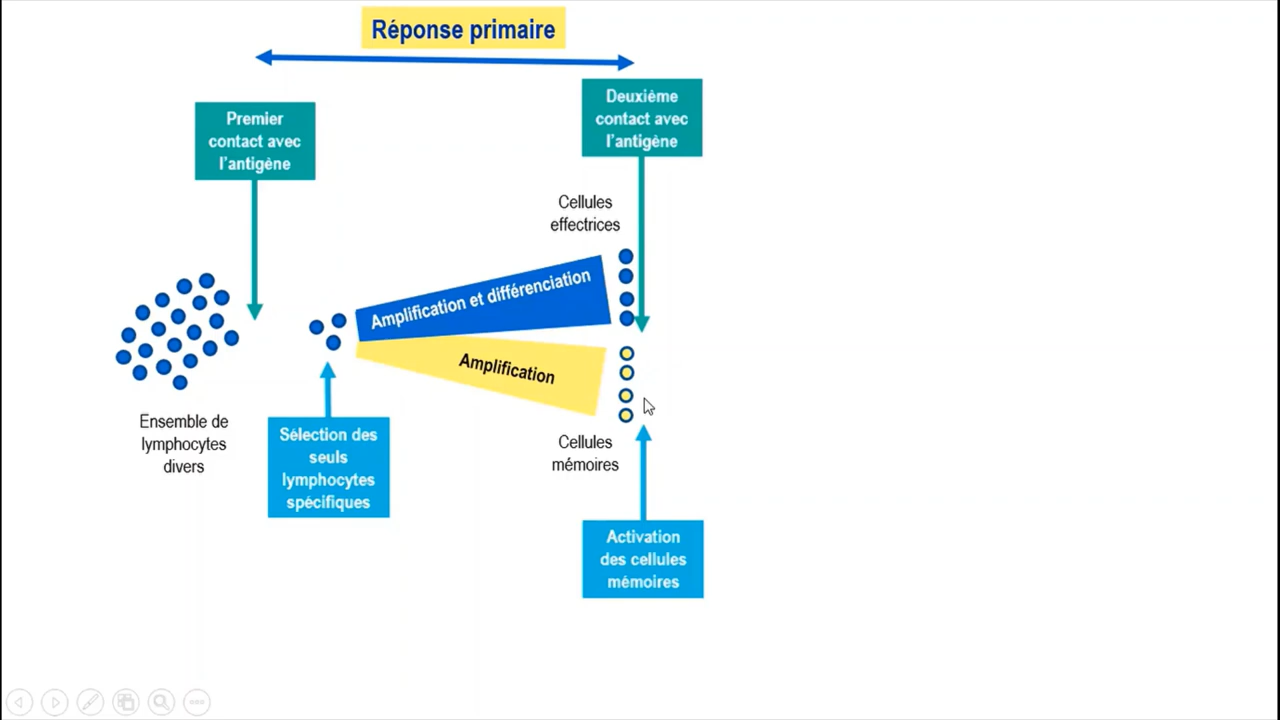 Réponse primaire
Premier
contact avec
l'antigène
Deuxième
contact avec
l'antigène
Cellules
effectrices
Amplification et différenciation
Amplification
Ensemble de
lymphocytes
divers
Sélection des
seuls
lymphocytes
spécifiques
Cellules
mémoires
Activation
des cellules
mémoires